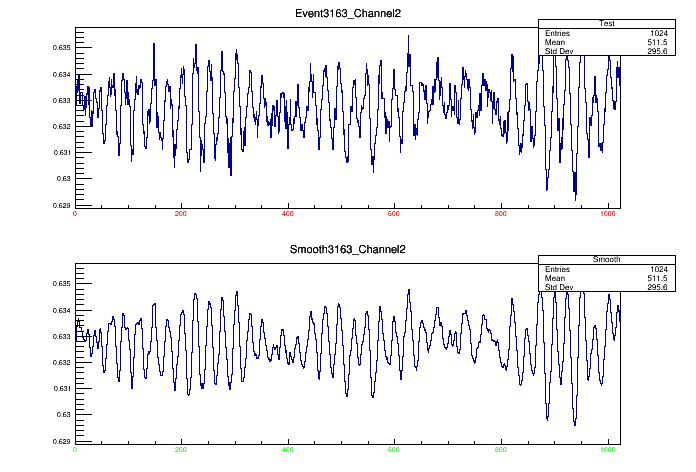 Event3163_Channel2
Test
Entries 1024
Mean 511.5
Std Dev 295.6
0.635
0.634
0.633
0.632
0.631
0.63
0.629
0 200 400 600 800 1000
Smooth3163_Channel2
Smooth
Entries 1024
Mean 511.5
Std Dev 295.6
0.635
0.634
0.633
0.632
0.631
0.63
0.629
0 200 400 600 800 1000